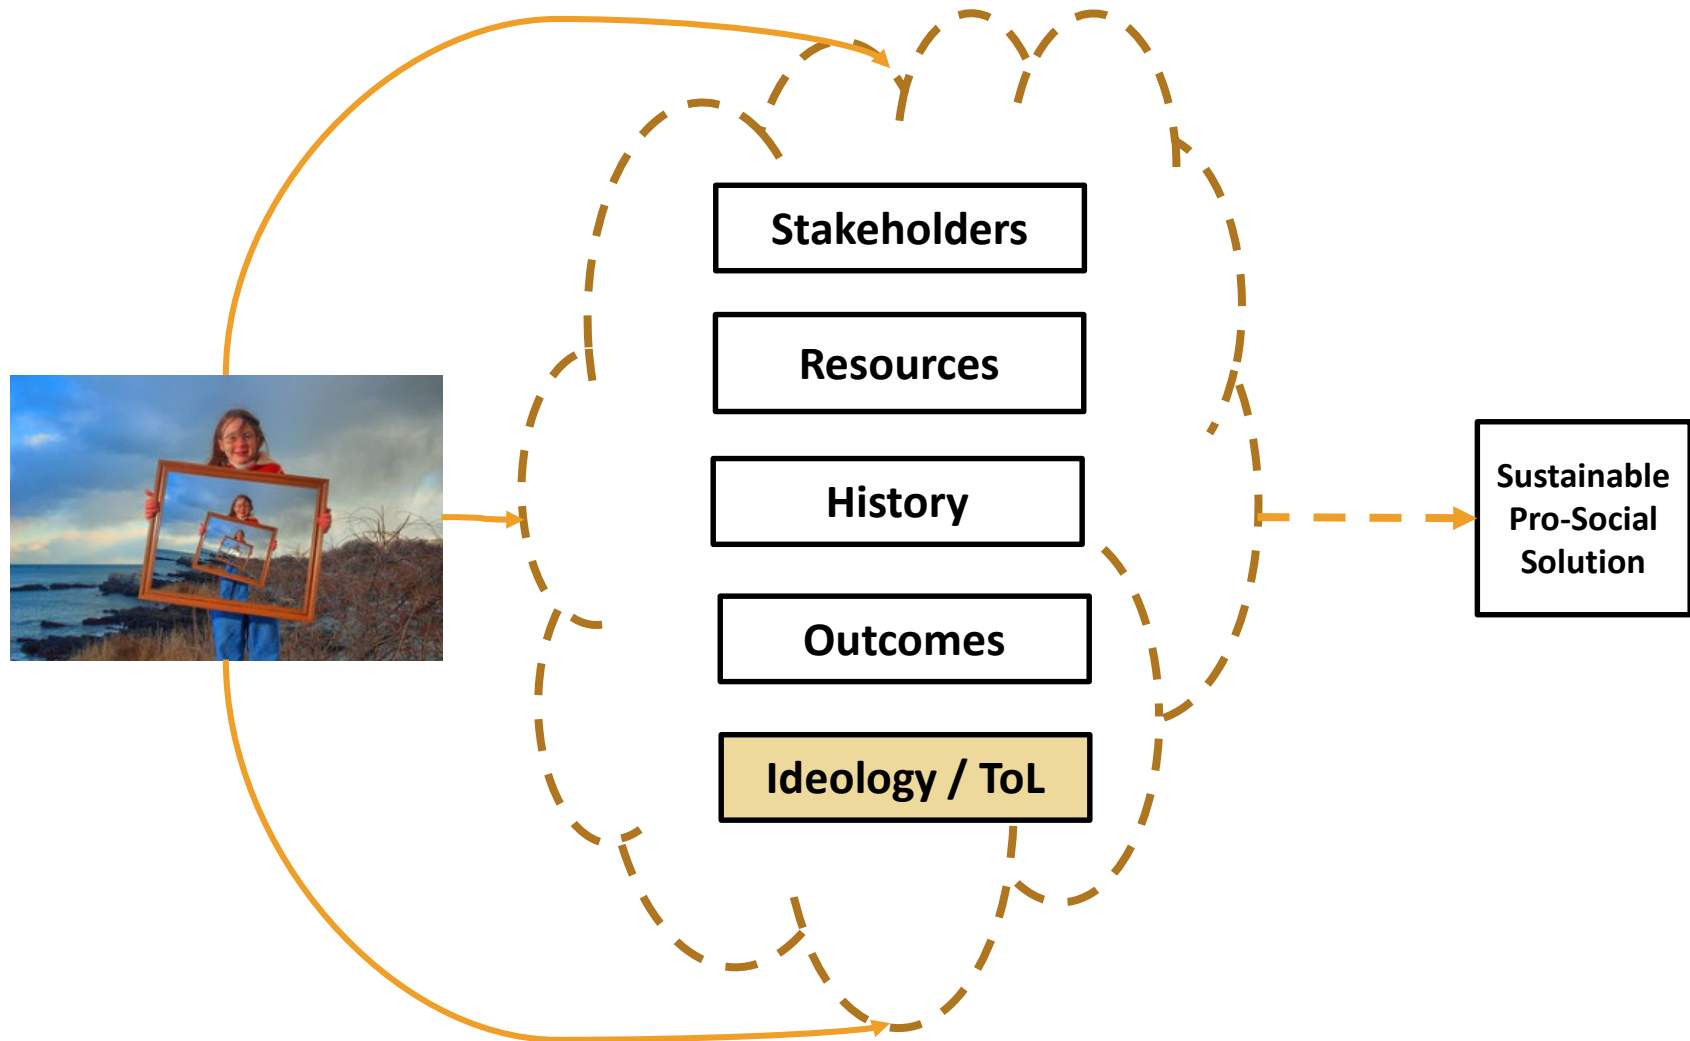 Stakeholders
Resources
History
Outcomes
Ideology / ToL
Sustainable
Pro-Social
Solution